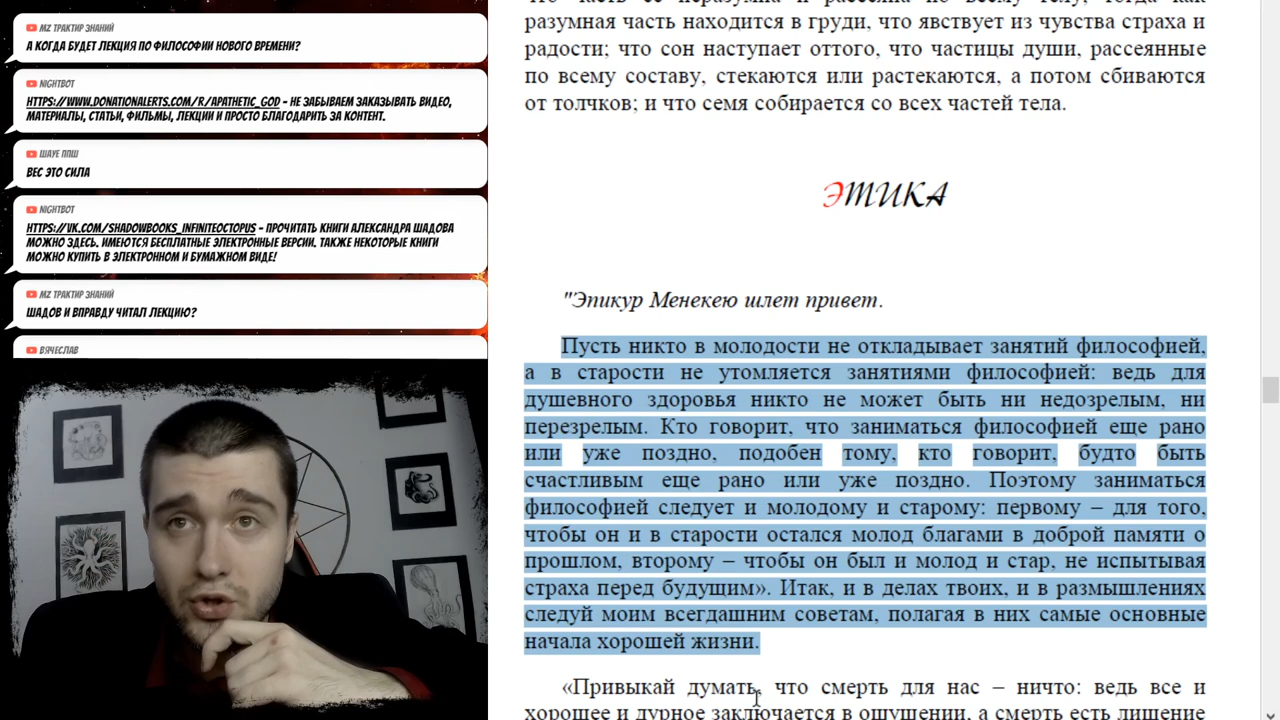 MZ ТРАКТИР ЗНАНИЙ
А КОГДА БУДЕТ ЛЕКЦИЯ ПО ФИЛОСОФИИ НОВОГО ВРЕМЕНИ?
NIGHTBOT
HTTPS://WWW.DONATIONALERTS.COM/R/APATHETIC_GOD - НЕ ЗАБЫВАЕМ ЗАКАЗЫВАТЬ ВИДЕО,
МАТЕРИАЛЫ, СТАТЬИ, ФИЛЬМЫ, ЛЕКЦИИ И ПРОСТО БЛАГОДАРИТЬ ЗА КОНТЕНТ.
ШАУЕ ППШ
ВЕС ЭТО СИЛА
NIGHTBOT
HTTPS://VK.COM/SHADOWBOOKS_INFINITEOCTOPUS - ПРОЧИТАТЬ КНИГИ АЛЕКСАНДРА ШАДОВА
МОЖНО ЗДЕСЬ. ИМЕЮТСЯ БЕСПЛАТНЫЕ ЭЛЕКТРОННЫЕ ВЕРСИИ. ТАКЖЕ НЕКОТОРЫЕ КНИГИ
МОЖНО КУПИТЬ В ЭЛЕКТРОННОМ И БУМАЖНОМ ВИДЕ!
MZ ТРАКТИР ЗНАНИЙ
ШАДОВ И ВПРАВДУ ЧИТАЛ ЛЕКЦИЮ?
ВЯЧЕСЛАВ
разумная часть находится в груди, что явствует из чувства страха и
радости; что сон наступает оттого, что частицы души, рассеянные
по всему составу, стекаются или растекаются, а потом сбиваются
от толчков; и что семя собирается со всех частей тела.
ЭТИКА
"Эпикур Менекею шлет привет.
Пусть никто в молодости не откладывает занятий философией,
а в старости не утомляется занятиями философией: ведь для
душевного здоровья никто не может быть ни недозрелым, ни
перезрелым. Кто говорит, что заниматься философией еще рано
или уже поздно, подобен тому, кто говорит, будто быть
счастливым еще рано или уже поздно. Поэтому заниматься
философией следует и молодому и старому: первому – для того,
чтобы он и в старости остался молод благами в доброй памяти о
прошлом, второму – чтобы он был и молод и стар, не испытывая
страха перед будущим». Итак, и в делах твоих, и в размышлениях
следуй моим всегдашним советам, полагая в них самые основные
начала хорошей жизни.
«Привыкай думать, что смерть для нас – ничто: ведь все и
хорошее и дурное заключается в ощущении, а смерть есть лишение